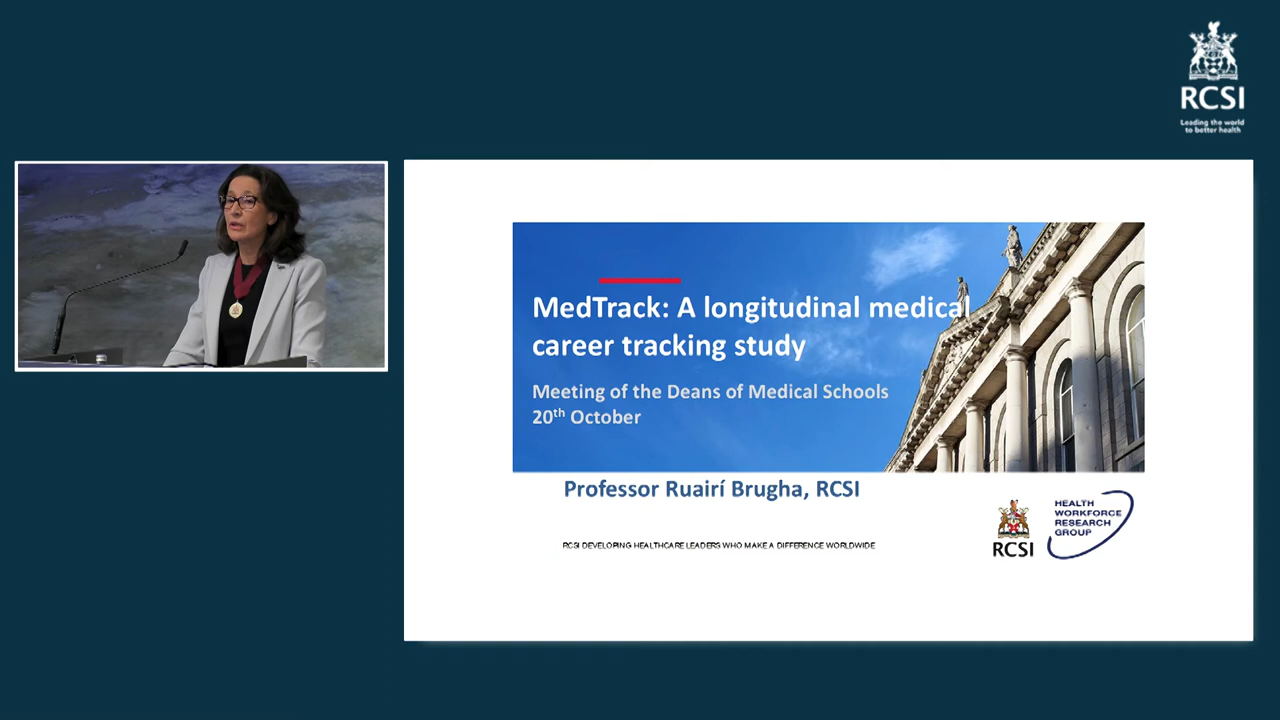 RCSI
Leading the world
to better health
MedTrack: A longitudinal medical
career tracking study
Meeting of the Deans of Medical Schools
20th October
Professor Ruairí Brugha, RCSI
RCSI DEVELOPING HEALTHCARE LEADERS WHO MAKE A DIFFERENCE WORLDWIDE
RCSI
HEALTH
WORKFORCE
RESEARCH
GROUP